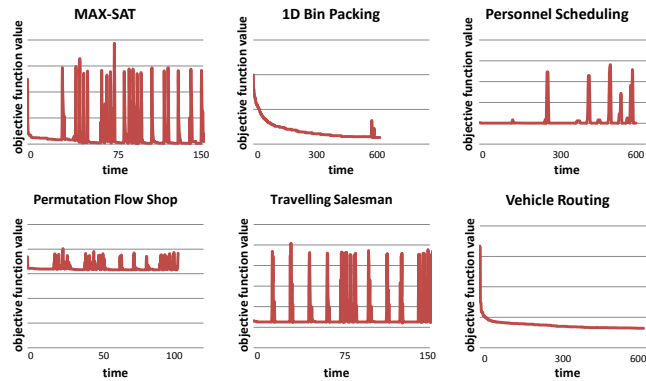 MAX-SAT
objective function value
0 75 150
time
1D Bin Packing
objective function value
0 300 600
time
Personnel Scheduling
objective function value
0 300 600
time
Permutation Flow Shop
objective function value
0 50 100
time
Travelling Salesman
objective function value
0 75 150
time
Vehicle Routing
objective function value
0 300 600
time